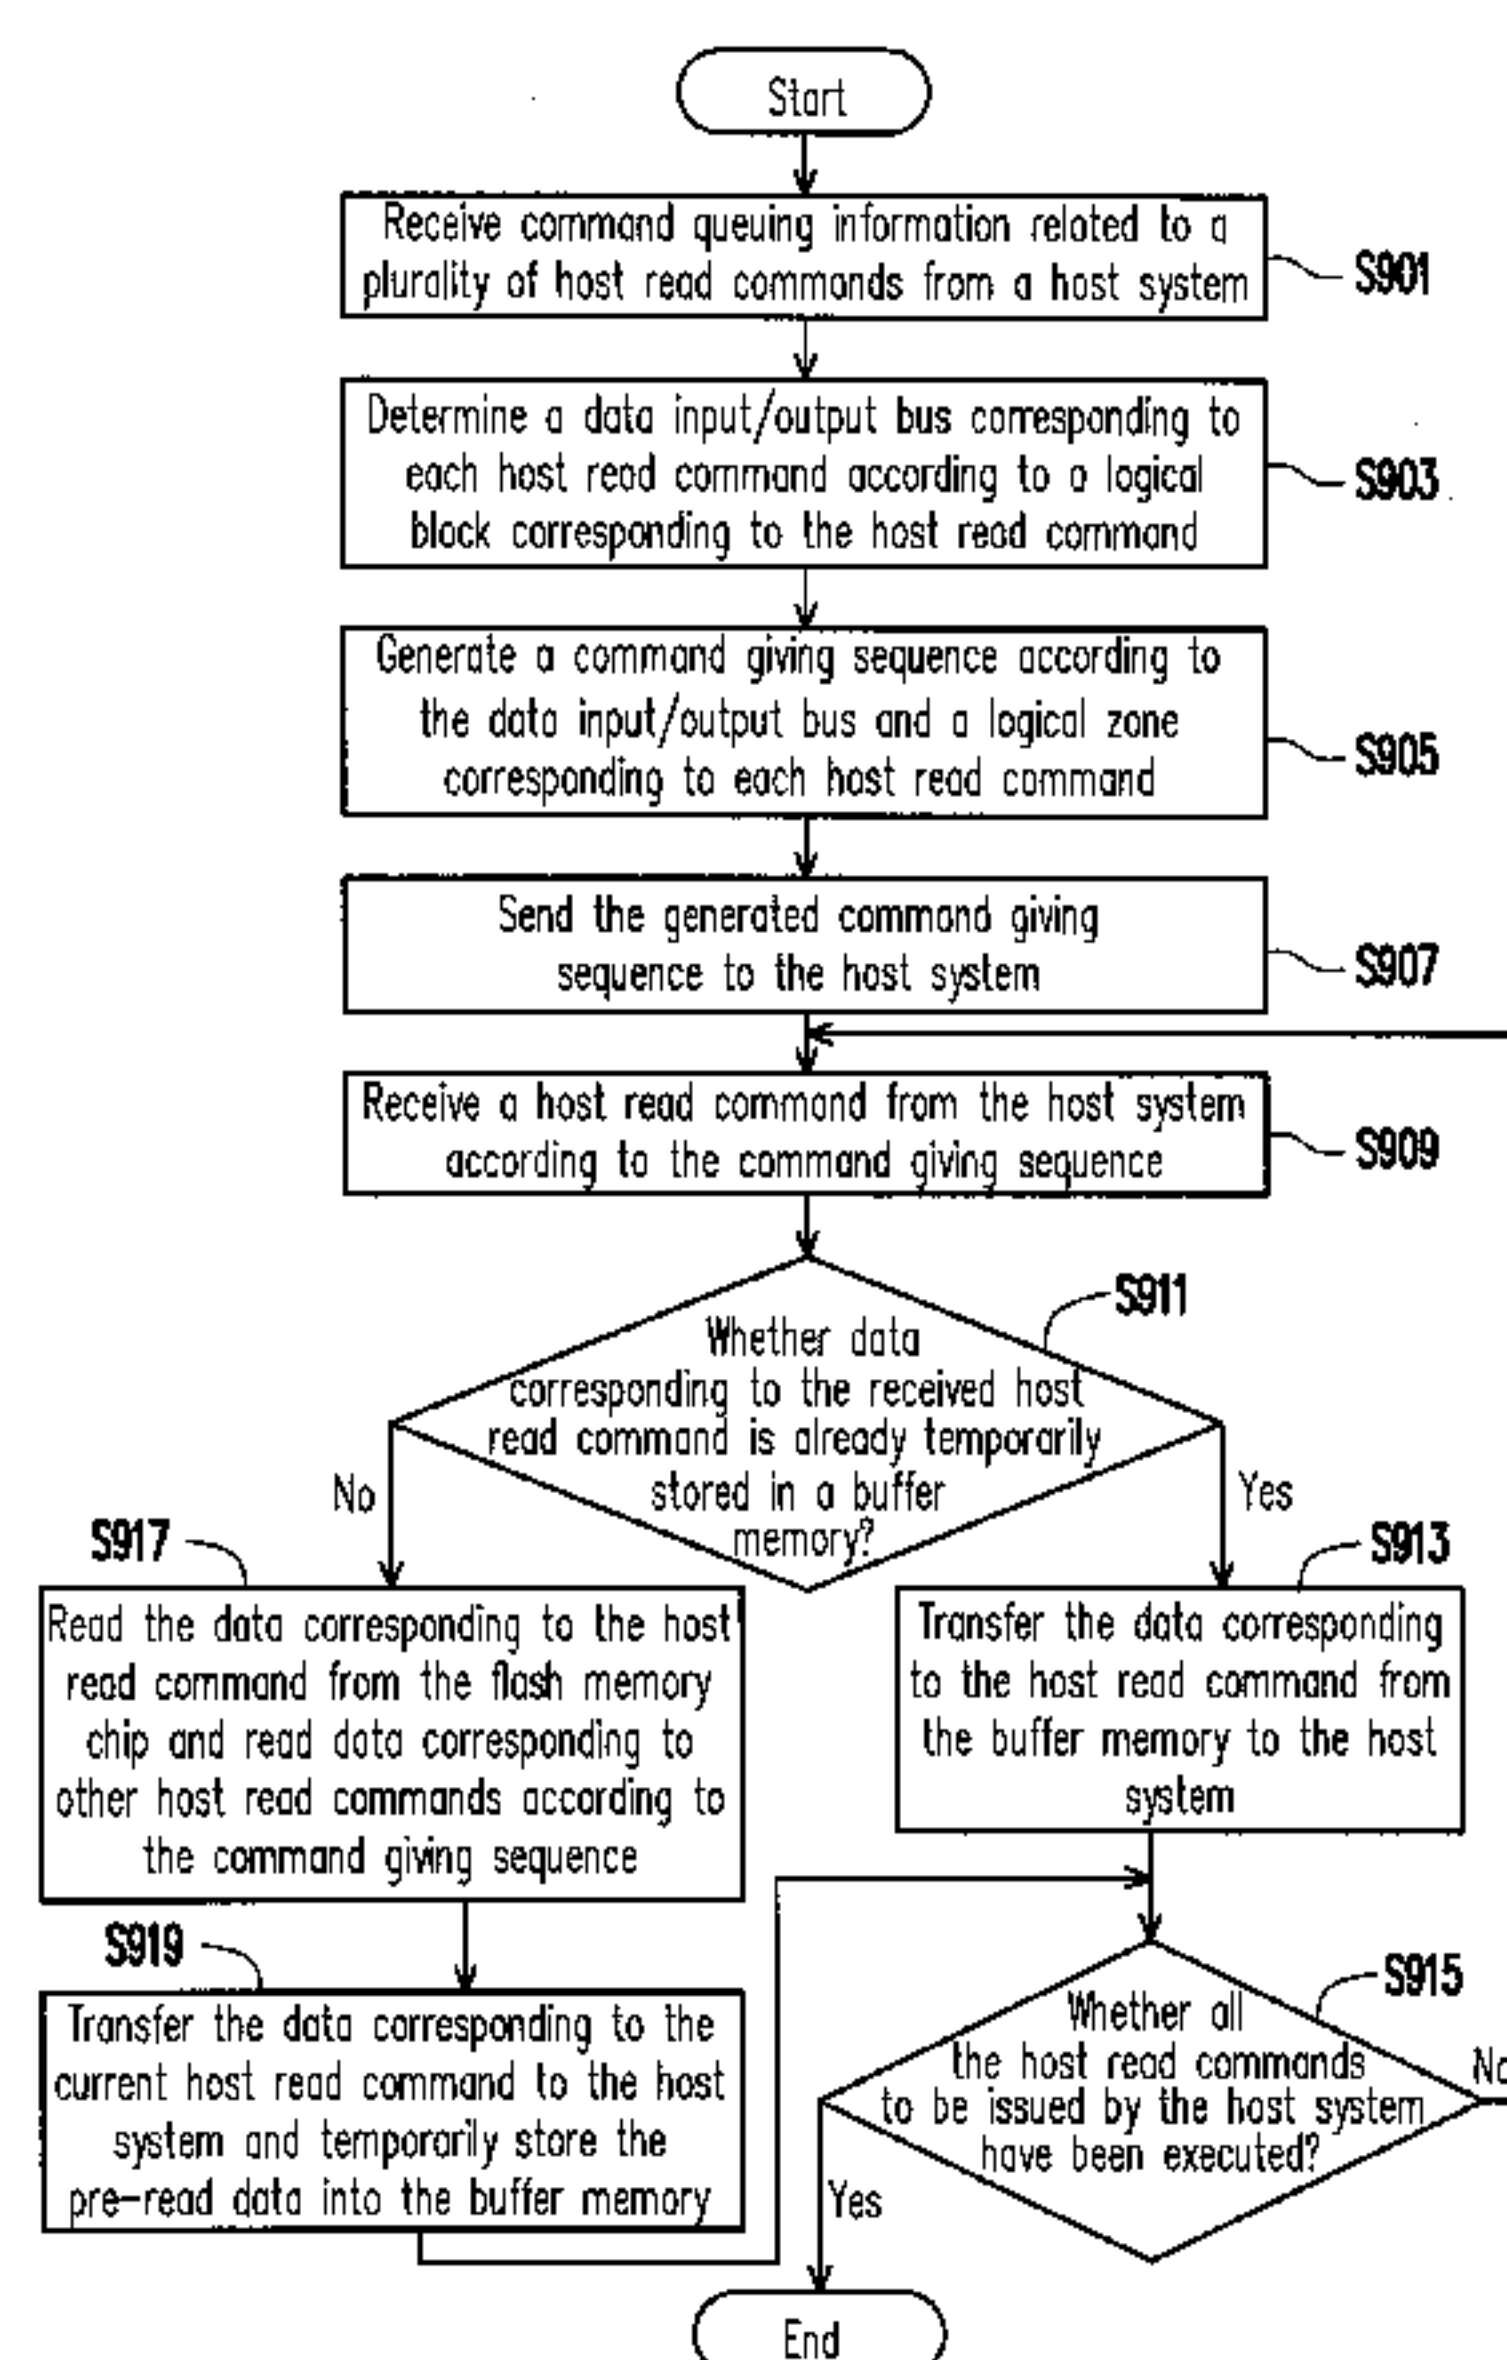 Start
Receive command queuing information related to a
plurality of host read commands from a host system
S901
Determine a data input/output bus corresponding to
each host read command according to a logical
block corresponding to the host read command
S903
Generate a command giving sequence according to
the data input/output bus and a logical zone
corresponding to each host read command
S905
Send the generated command giving
sequence to the host system
S907
Receive a host read command from the host system
according to the command giving sequence
S909
S911
Whether data
corresponding to the received host
read command is already temporarily
stored in a buffer
memory?
No
Yes
S917
Read the data corresponding to the host
read command from the flash memory
chip and read data corresponding to
other host read commands according to
the command giving sequence
S913
Transfer the data corresponding
to the host read command from
the buffer memory to the host
system
S919
Transfer the data corresponding to the
current host read command to the host
system and temporarily store the
pre-read data into the buffer memory
S915
Whether all
the host read commands
to be issued by the host system
have been executed?
No
Yes
End